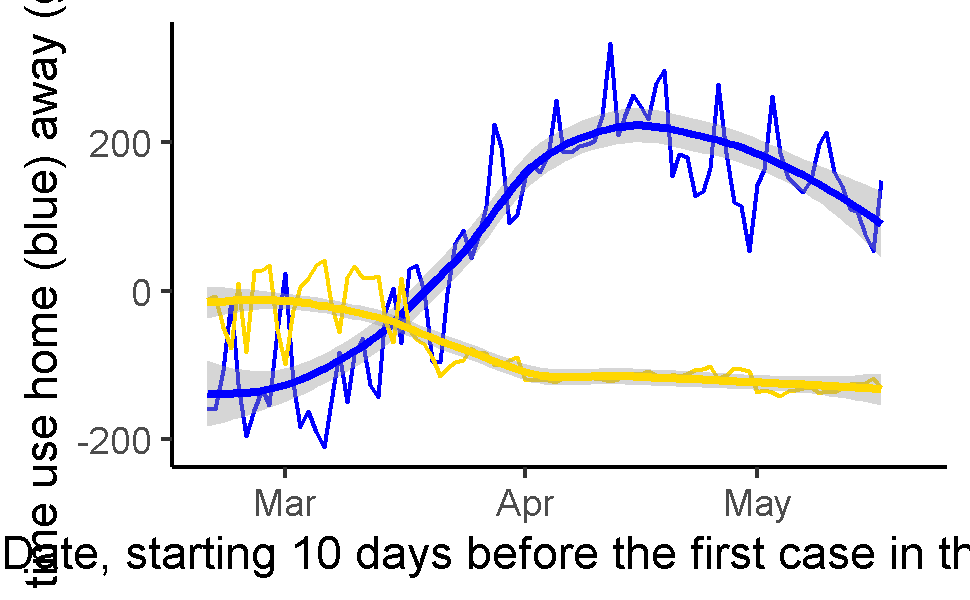 time use home (blue) away (
200
0
-200
Mar Apr May
Date, starting 10 days before the first case in th